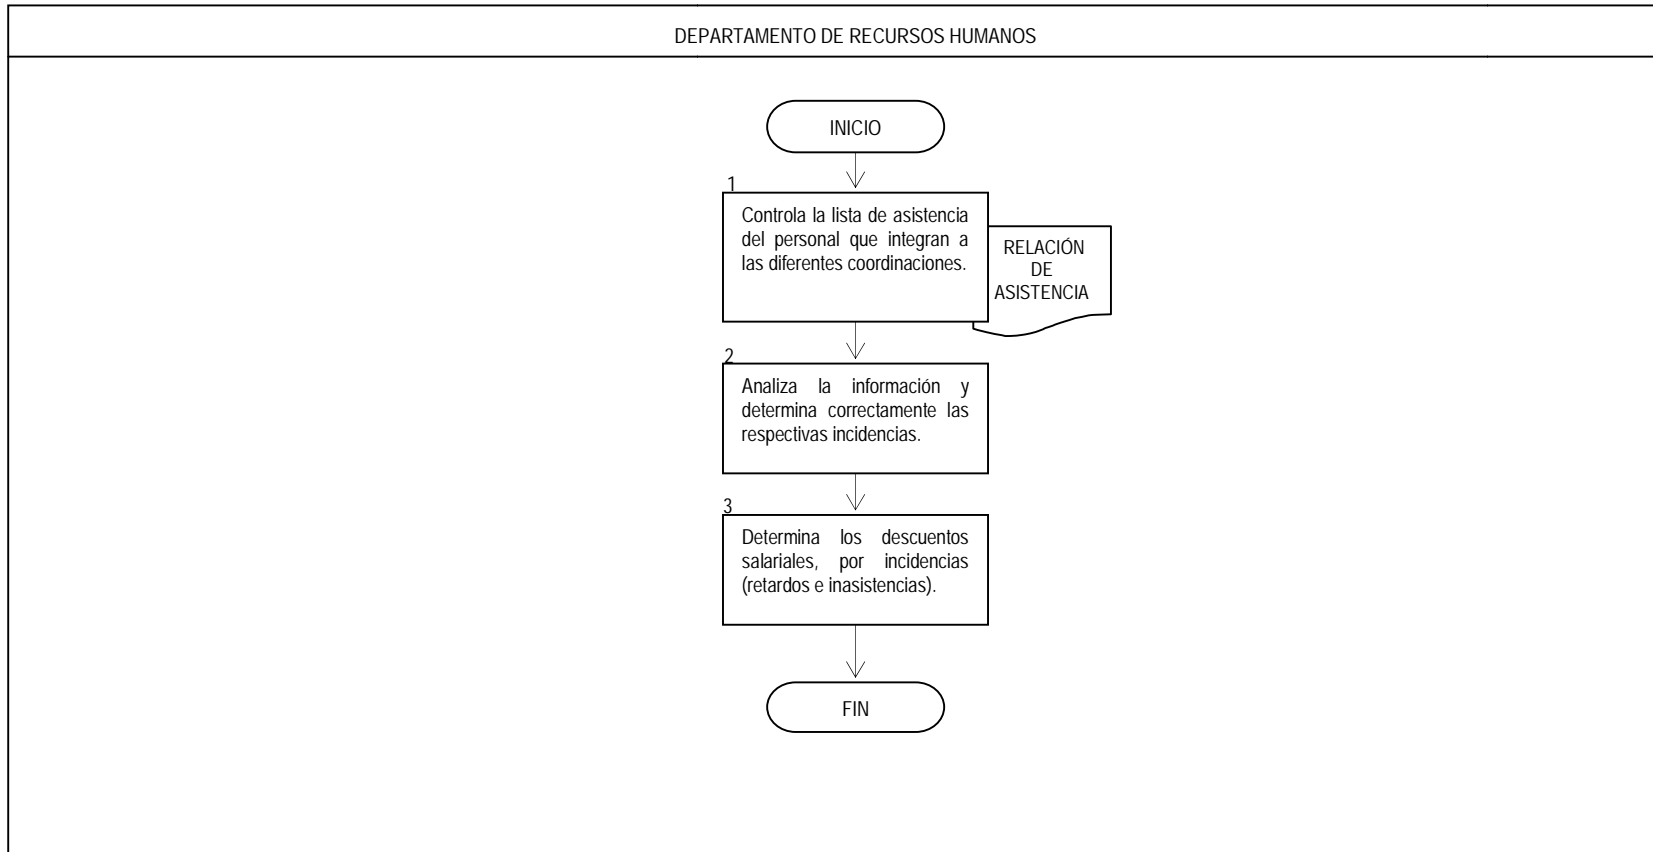 DEPARTAMENTO DE RECURSOS HUMANOS
INICIO
1
Controla la lista de asistencia
del personal que integran a
las diferentes coordinaciones.
RELACIÓN
DE
ASISTENCIA
2
Analiza la información y
determina correctamente las
respectivas incidencias.
3
Determina los descuentos
salariales, por incidencias
(retardos e inasistencias).
FIN